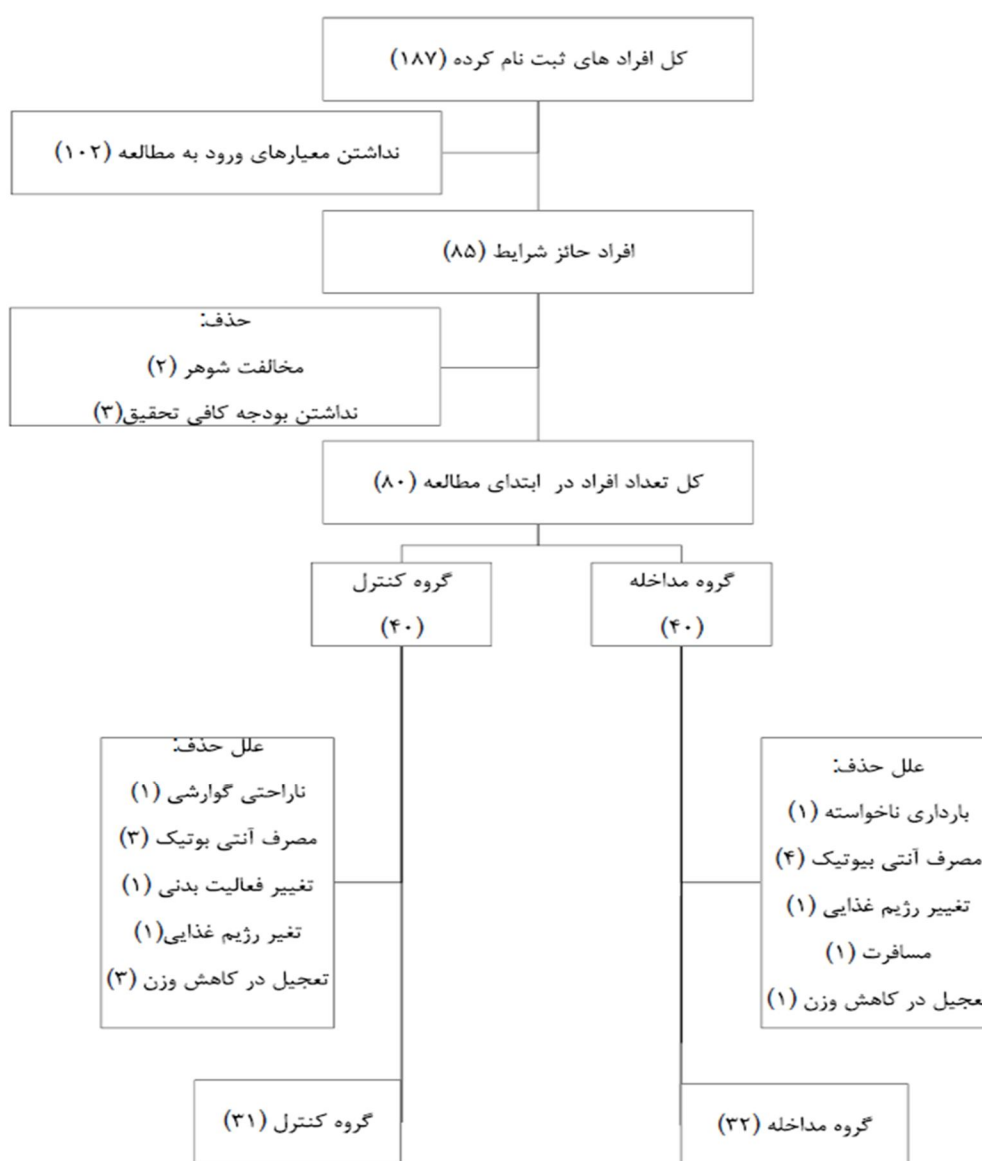 کل افراد های ثبت نام کرده (۱۸۷)
نداشتن معیارهای ورود به مطالعه (۱۰۲)
افراد حائز شرایط (۸۵)
حذف:
مخالفت شوهر (۲)
نداشتن بودجه کافی تحقیق(۳)
کل تعداد افراد در ابتدای مطالعه (۸۰)
گروه مداخله
(۴۰)
گروه کنترل
(۴۰)
علل حذف:
بارداری ناخواسته (۱)
مصرف آنتی بیوتیک (۴)
تغییر رژیم غذایی (۱)
مسافرت (۱)
تعجیل در کاهش وزن (۱)
علل حذف:
ناراحتی گوارشی (۱)
مصرف آنتی بوتیک (۳)
تغییر فعالیت بدنی (۱)
تغیر رژیم غذایی(۱)
تعجیل در کاهش وزن (۳)
گروه مداخله (۳۲)
گروه کنترل (۳۱)